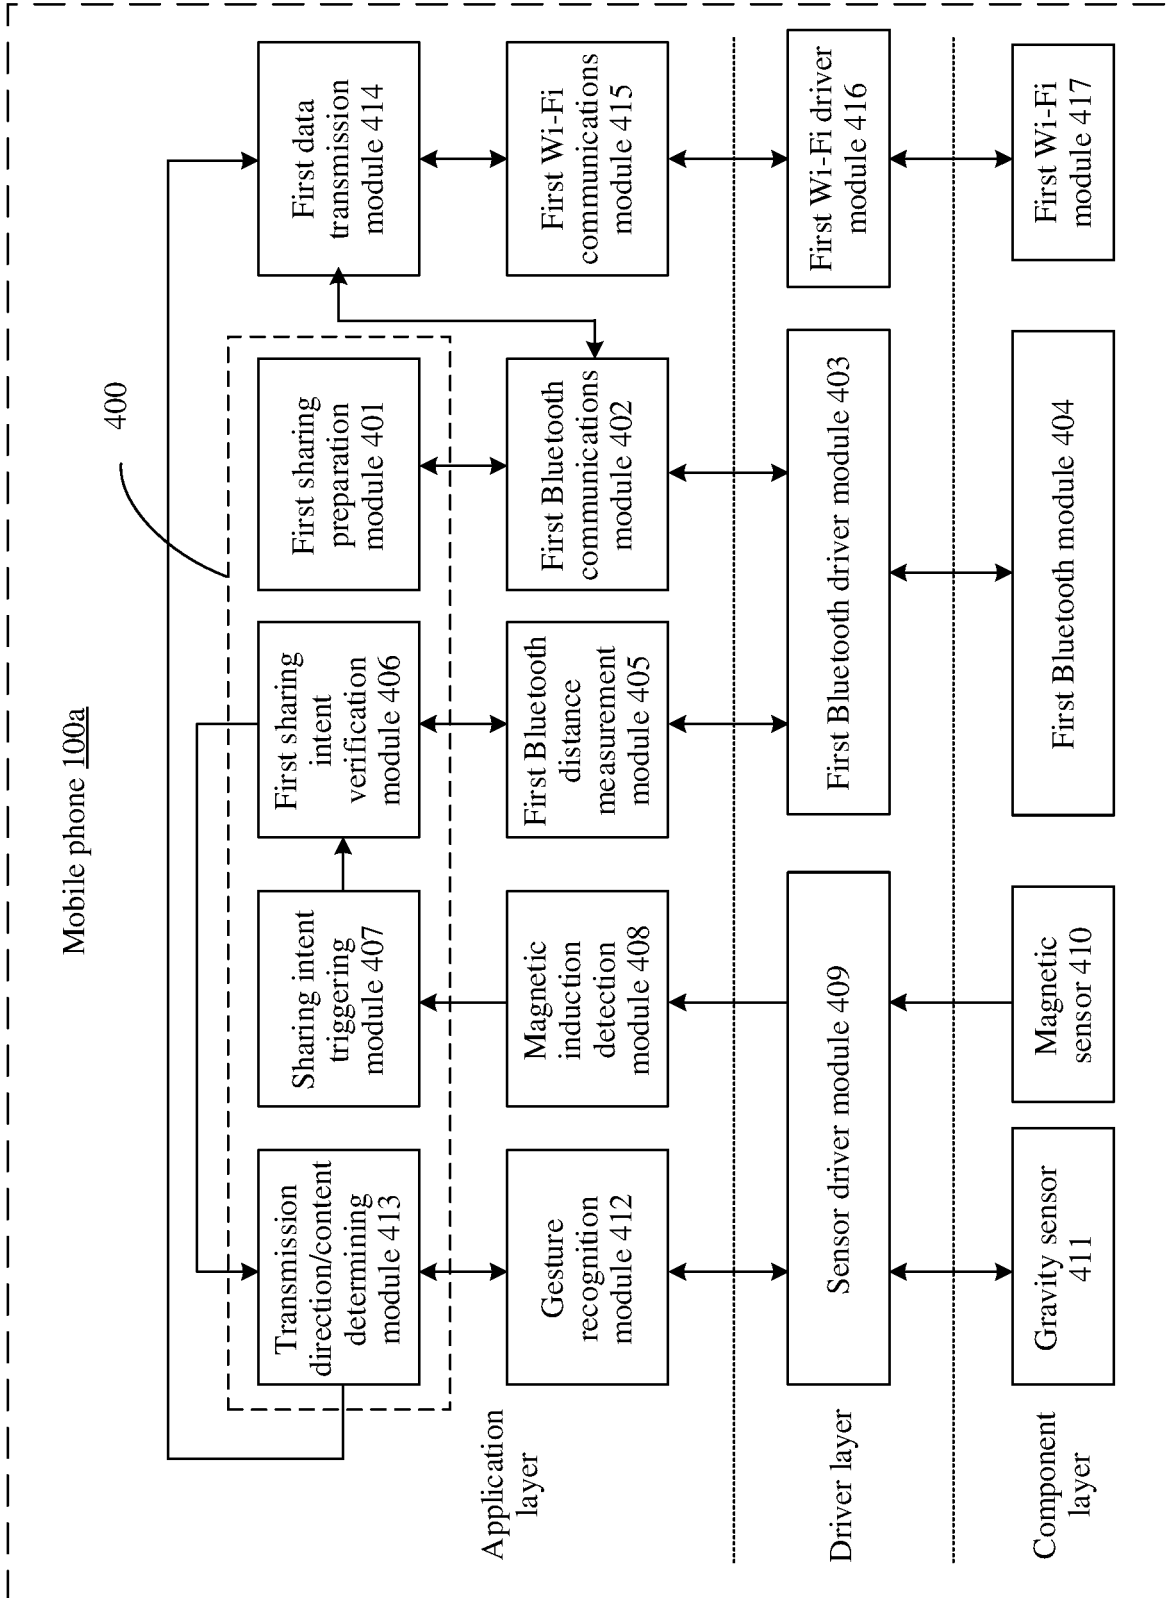 Mobile phone 100a
400
Transmission
direction/content
determining
module 413
Sharing intent
triggering
module 407
First sharing
intent
verification
module 406
First sharing
preparation
module 401
First data
transmission
module 414
Application
layer
Gesture
recognition
module 412
Magnetic
induction
detection
module 408
First Bluetooth
distance
measurement
module 405
First Bluetooth
communications
module 402
First Wi-Fi
communications
module 415
Driver layer
Sensor driver module 409
First Bluetooth driver module 403
First Wi-Fi driver
module 416
Component
layer
Gravity sensor
411
Magnetic
sensor 410
First Bluetooth module 404
First Wi-Fi
module 417